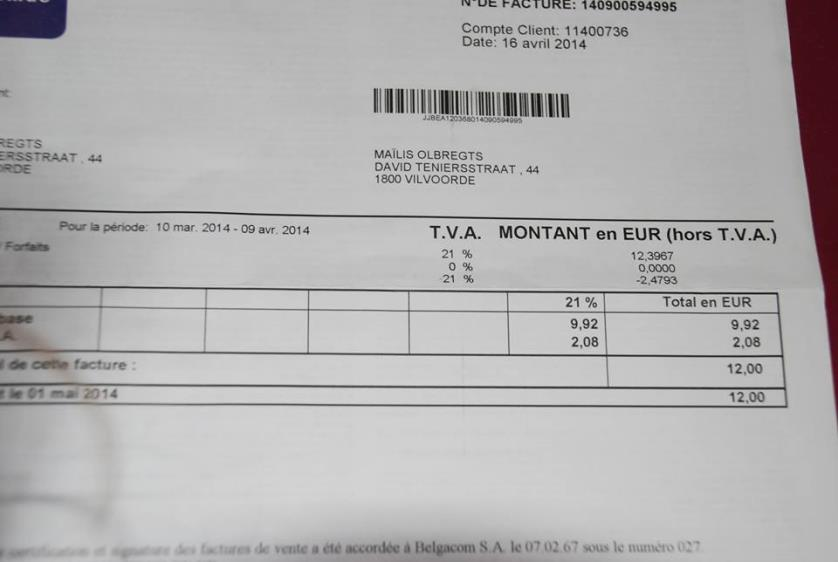 N°DE FACTURE: 140900594995
Compte Client: 11400736
Date: 16 avril 2014
JJBEA120368014090594995
REGTS
ERSSTRAAT , 44
ORDE
MAÏLIS OLBREGTS
DAVID TENIERSSTRAAT , 44
1800 VILVOORDE
Pour la période: 10 mar. 2014 - 09 avr. 2014
T.V.A. MONTANT en EUR (hors T.V.A.)
Forfaits
21 % 12,3967
0 % 0,0000
21 % -2,4793
21 % Total en EUR
base 9,92 9,92
A. 2,08 2,08
de cette facture : 12,00
le 01 mai 2014 12,00
certification et signature des factures de vente a été accordée à Belgacom S.A. le 07.02.67 sous le numéro 027